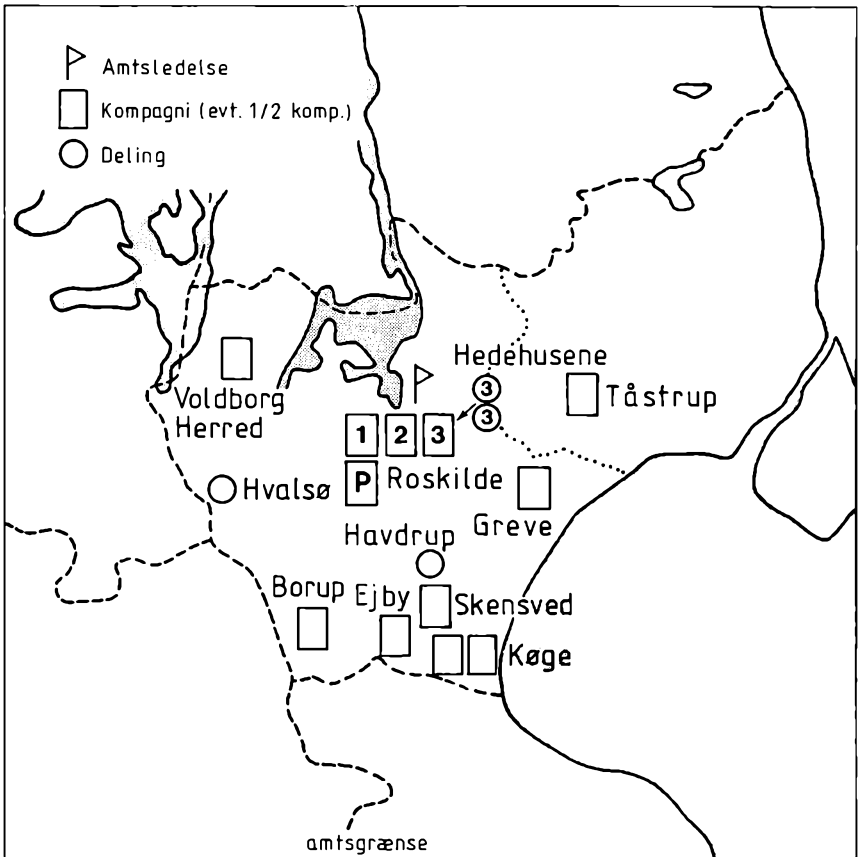 Amtsledelse
Kompagni (evt. 1/2 komp.)
Deling
Hedehusene
3
3
Voldborg
Herred
Tåstrup
1 2 3
P Roskilde
Hvalsø
Greve
Havdrup
Borup
Ejby
Skensved
Køge
amtsgrænse